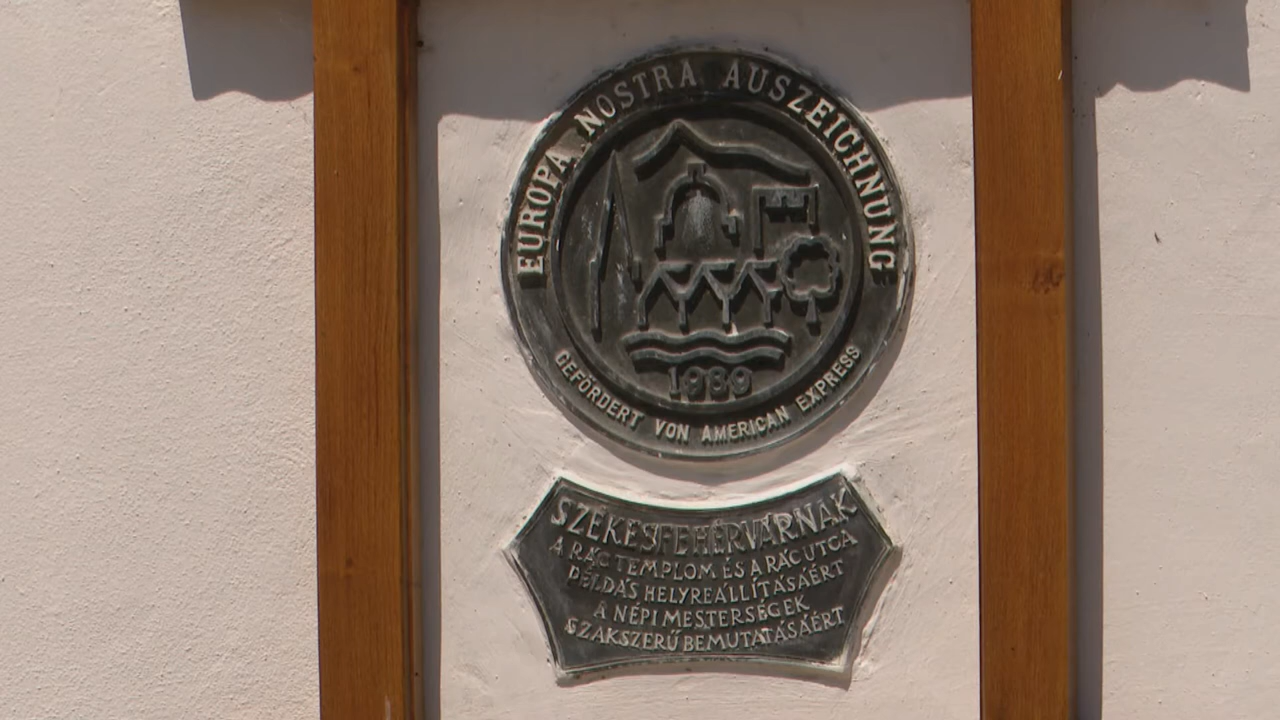 EUROPA NOSTRA AUSZEICHNUNG
1989
GEFÖRDERT VON AMERICAN EXPRESS
SZÉKESFEHÉRVÁRNAK
A RÁC TEMPLOM ÉS A RÁC UTCA
PÉLDÁS HELYREÁLLÍTÁSÁÉRT
A NÉPI MESTERSÉGEK
SZAKSZERŰ BEMUTATÁSÁÉRT